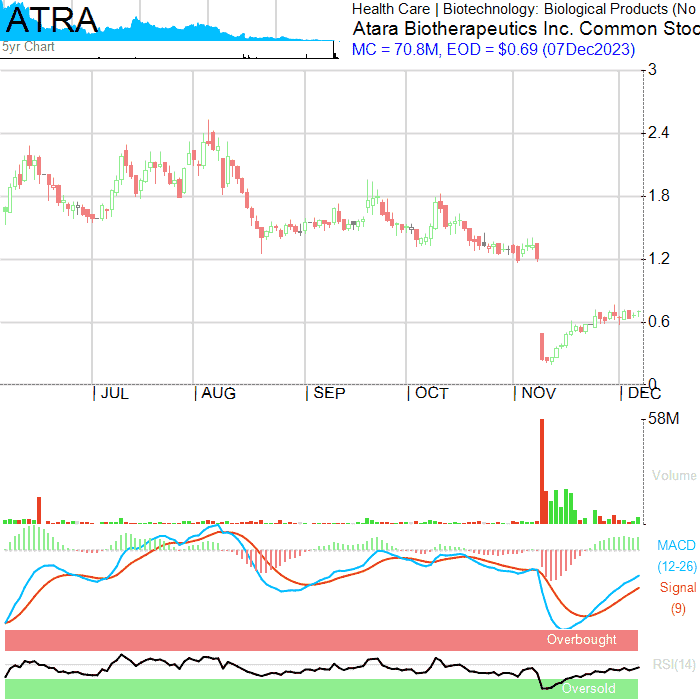 ATRA
5yr Chart
Health Care | Biotechnology: Biological Products (No
Atara Biotherapeutics Inc. Common Stoc
MC = 70.8M, EOD = $0.69 (07Dec2023)
3
2.4
1.8
1.2
0.6
0
JUL AUG SEP OCT NOV DEC
58M
Volume
MACD
(12-26)
Signal
(9)
Overbought
RSI(14)
Oversold